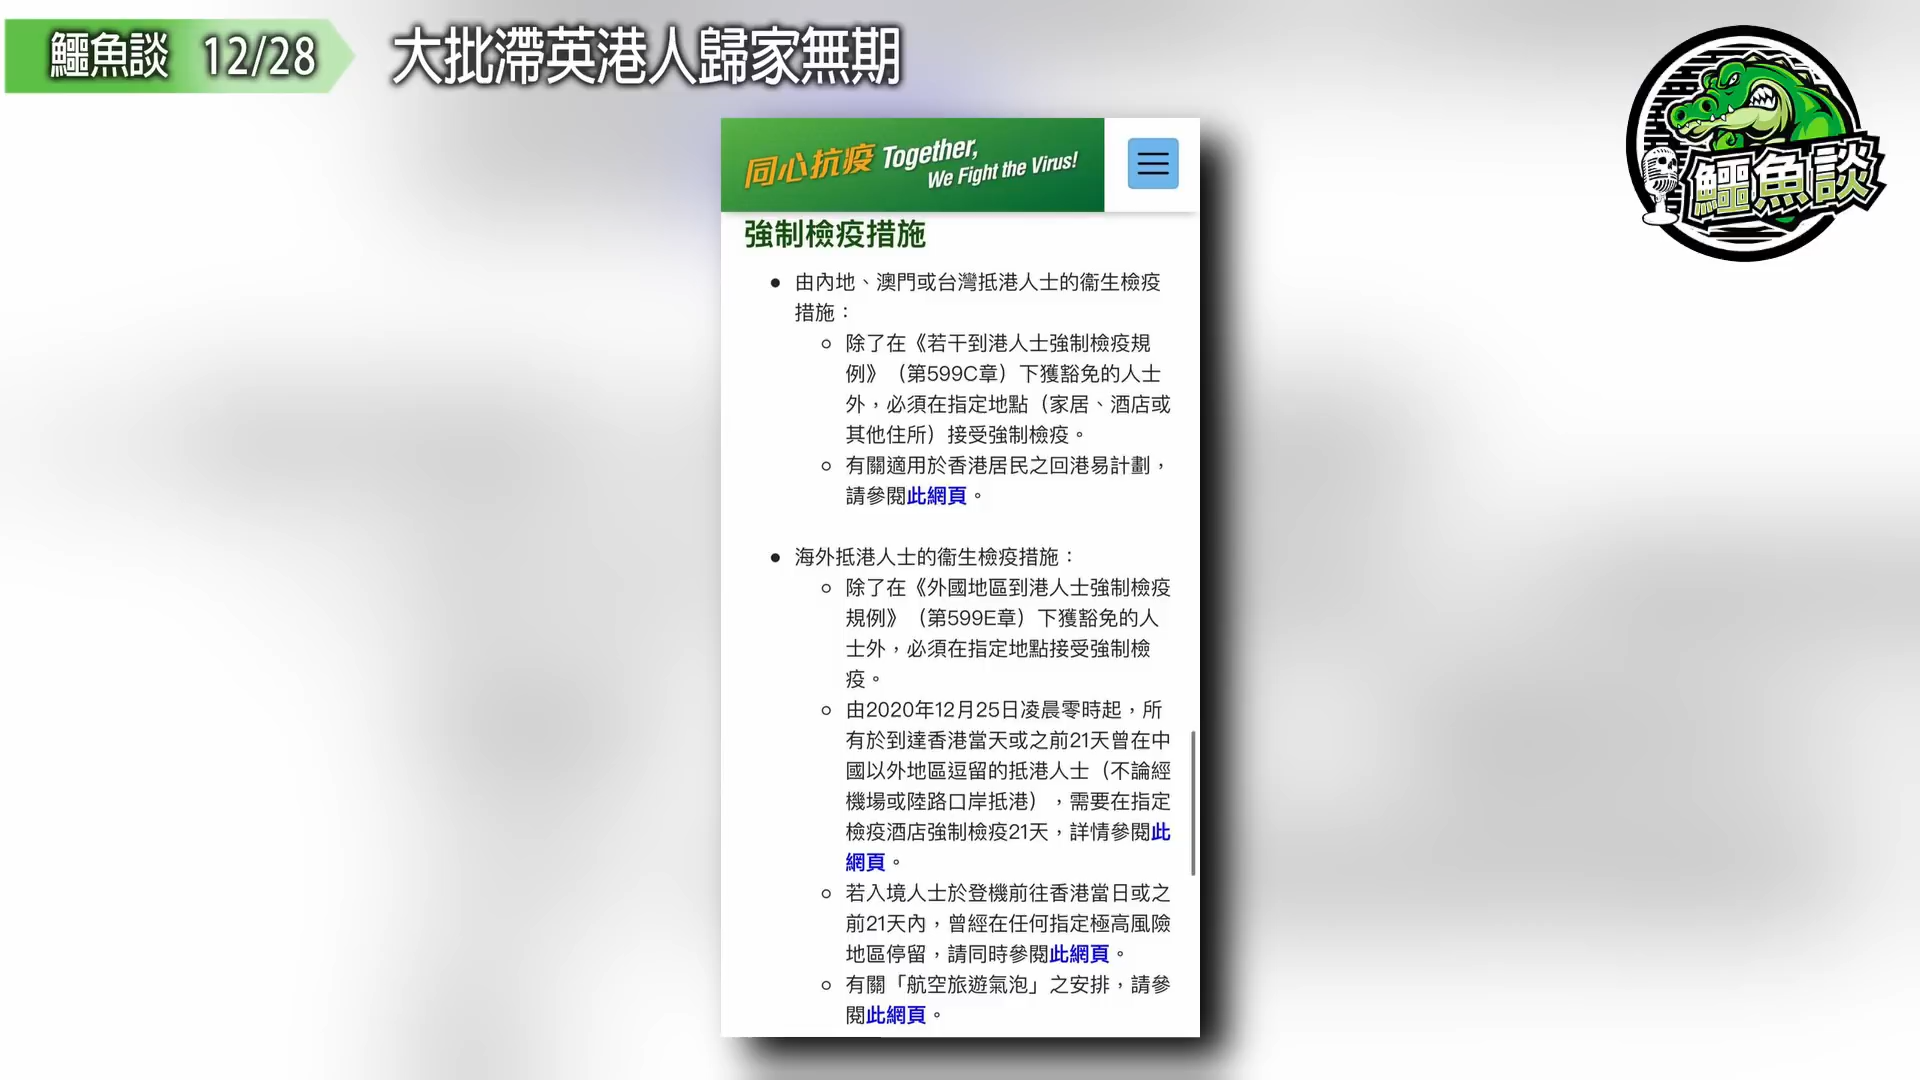 鱷魚談 12/28 大批滯英港人歸家無期
鱷魚談
同心抗疫 Together,
We Fight the Virus!
強制檢疫措施
• 由內地、澳門或台灣抵港人士的衞生檢疫
措施：
○ 除了在《若干到港人士強制檢疫規
例》（第599C章）下獲豁免的人士
外，必須在指定地點（家居、酒店或
其他住所）接受強制檢疫。
○ 有關適用於香港居民之回港易計劃，
請參閱此網頁。
• 海外抵港人士的衞生檢疫措施：
○ 除了在《外國地區到港人士強制檢疫
規例》（第599E章）下獲豁免的人
士外，必須在指定地點接受強制檢
疫。
○ 由2020年12月25日凌晨零時起，所
有於到達香港當天或之前21天曾在中
國以外地區逗留的抵港人士（不論經
機場或陸路口岸抵港），需要在指定
檢疫酒店強制檢疫21天，詳情參閱此
網頁。
○ 若入境人士於登機前往香港當日或之
前21天內，曾經在任何指定極高風險
地區停留，請同時參閱此網頁。
○ 有關「航空旅遊氣泡」之安排，請參
閱此網頁。